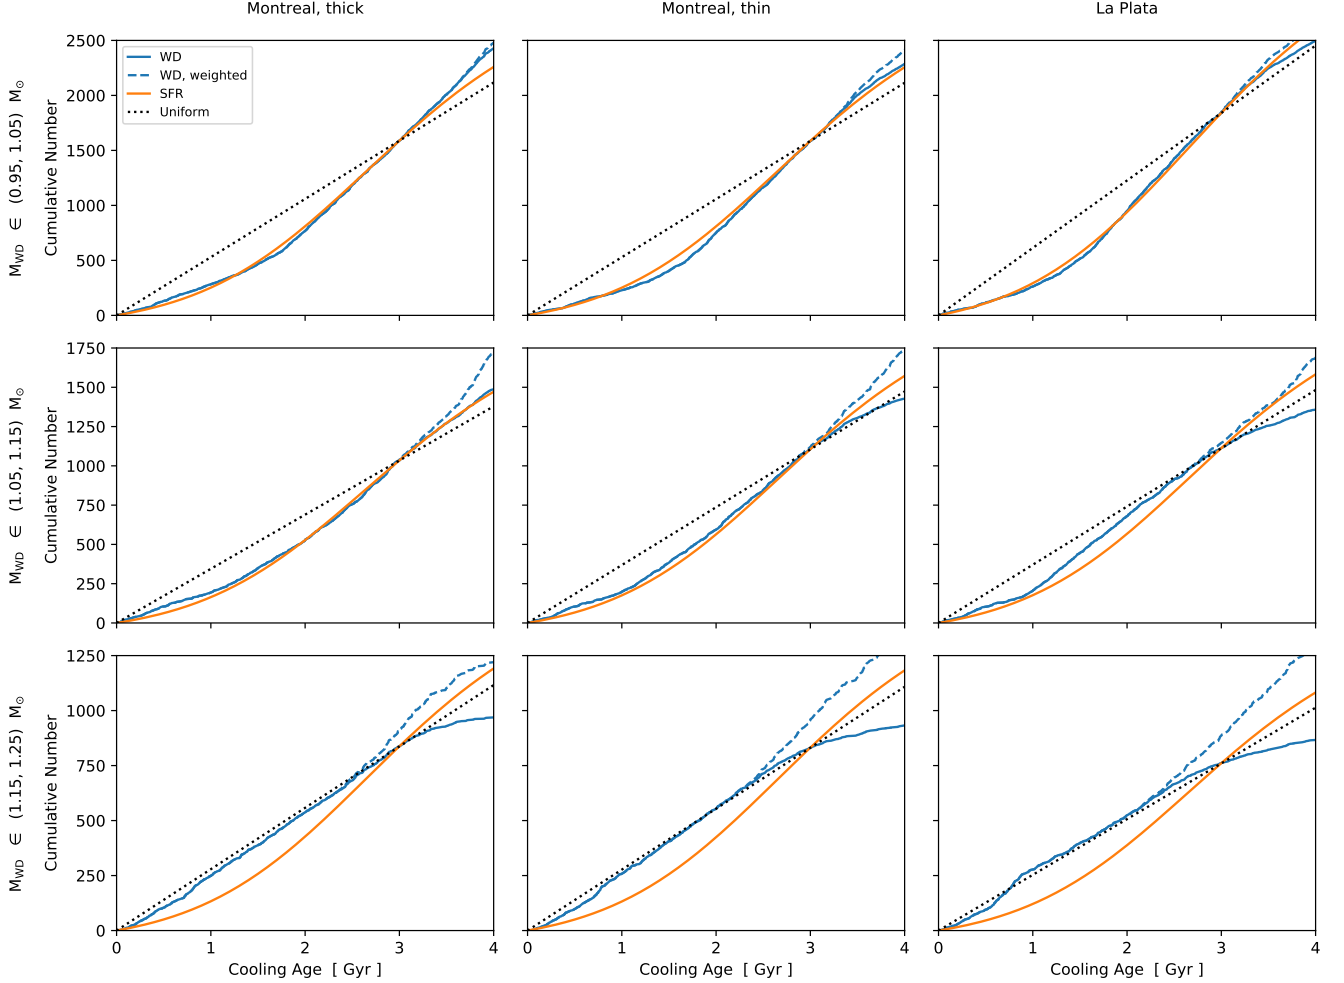 Montreal, thick
Montreal, thin
La Plata
M_WD ∈ (0.95, 1.05) M_⊙
Cumulative Number
2500
2000
1500
1000
500
0
WD
WD, weighted
SFR
Uniform
M_WD ∈ (1.05, 1.15) M_⊙
Cumulative Number
1750
1500
1250
1000
750
500
250
0
M_WD ∈ (1.15, 1.25) M_⊙
Cumulative Number
1250
1000
750
500
250
0
0 1 2 3 4
0 1 2 3 4
0 1 2 3 4
Cooling Age [ Gyr ]
Cooling Age [ Gyr ]
Cooling Age [ Gyr ]